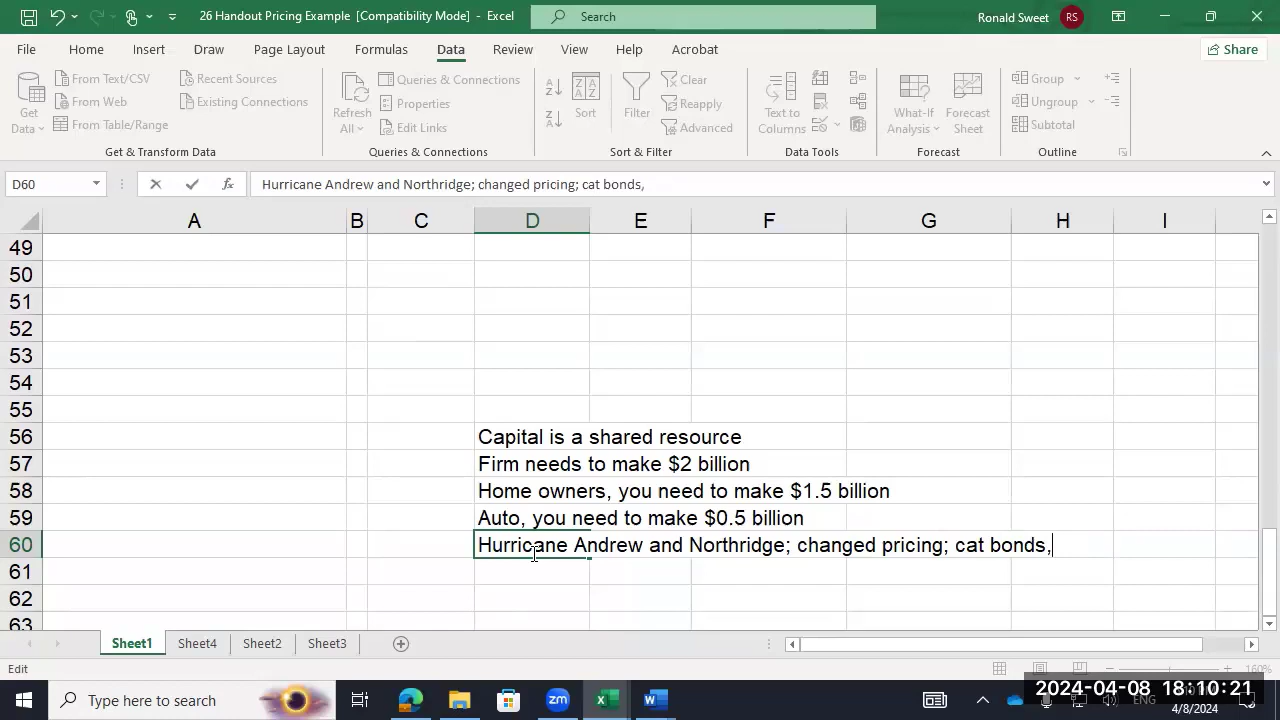 26 Handout Pricing Example [Compatibility Mode] - Excel
Search
Ronald Sweet RS
File Home Insert Draw Page Layout Formulas Data Review View Help Acrobat Share
Get Data
From Text/CSV
From Web
From Table/Range
Recent Sources
Existing Connections
Get & Transform Data
Refresh All
Queries & Connections
Properties
Edit Links
Queries & Connections
Sort
Filter
Clear
Reapply
Advanced
Sort & Filter
Text to Columns
Data Tools
What-If Analysis
Forecast Sheet
Forecast
Group
Ungroup
Subtotal
Outline
D60 fx Hurricane Andrew and Northridge; changed pricing; cat bonds,
A B C D E F G H I
49
50
51
52
53
54
55
56 Capital is a shared resource
57 Firm needs to make $2 billion
58 Home owners, you need to make $1.5 billion
59 Auto, you need to make $0.5 billion
60 Hurricane Andrew and Northridge; changed pricing; cat bonds,
61
62
63
Sheet1 Sheet4 Sheet2 Sheet3
Edit 160%
Type here to search
zm
ENG
2024-04-08 18:10:21
4/8/2024